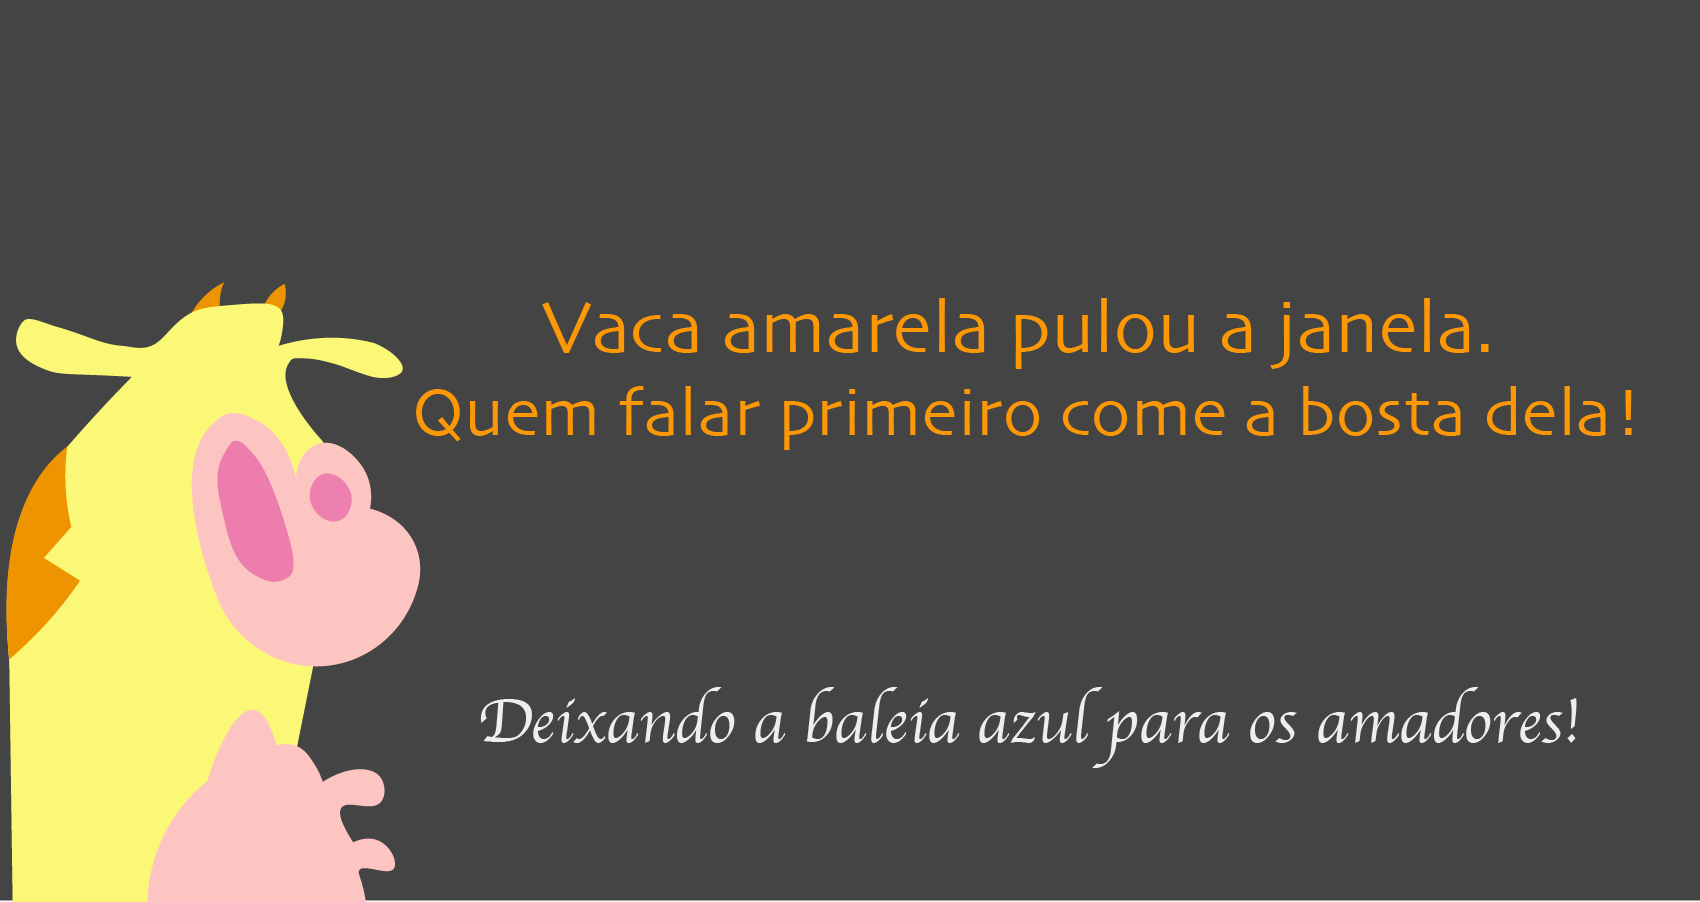 Vaca amarela pulou a janela.
Quem falar primeiro come a bosta dela!
Deixando a baleia azul para os amadores!